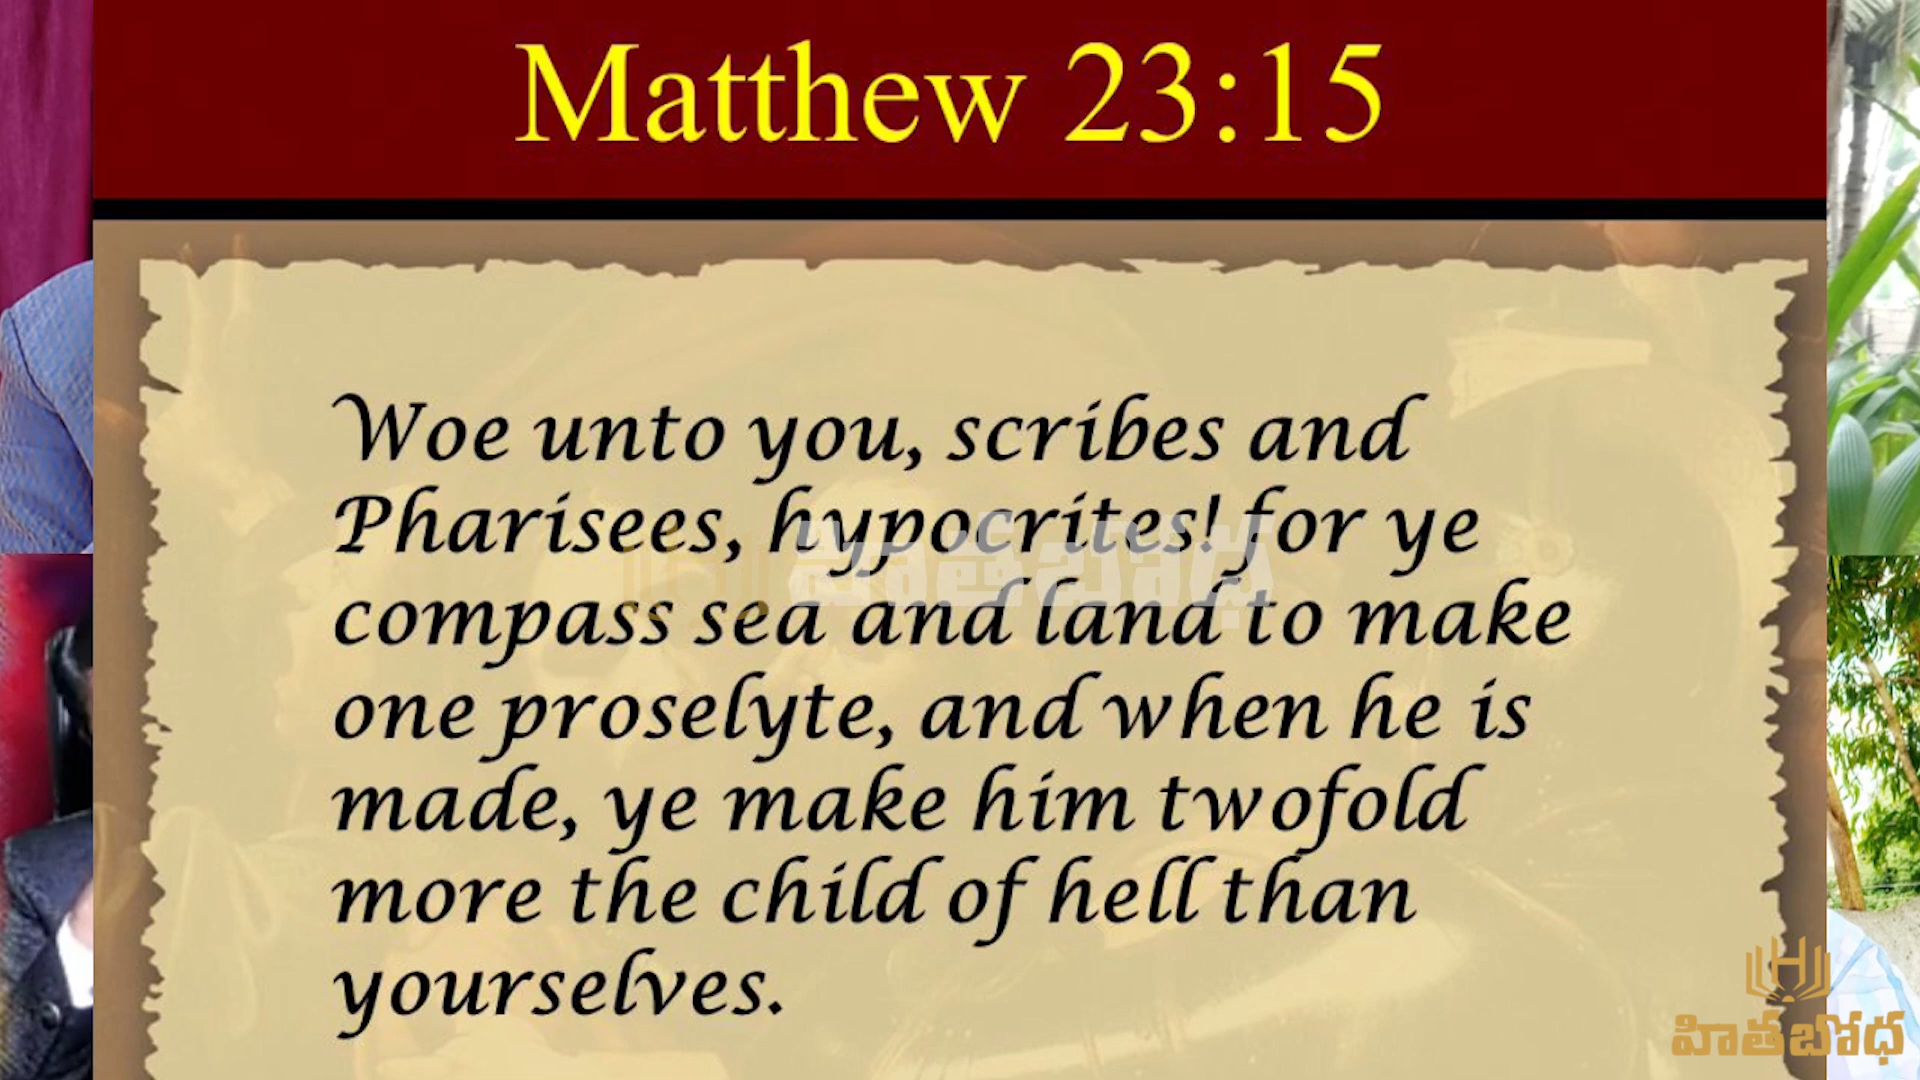 Matthew 23:15
Woe unto you, scribes and
Pharisees, hypocrites! for ye
compass sea and land to make
one proselyte, and when he is
made, ye make him twofold
more the child of hell than
yourselves.
హితబోధ
హితబోధ